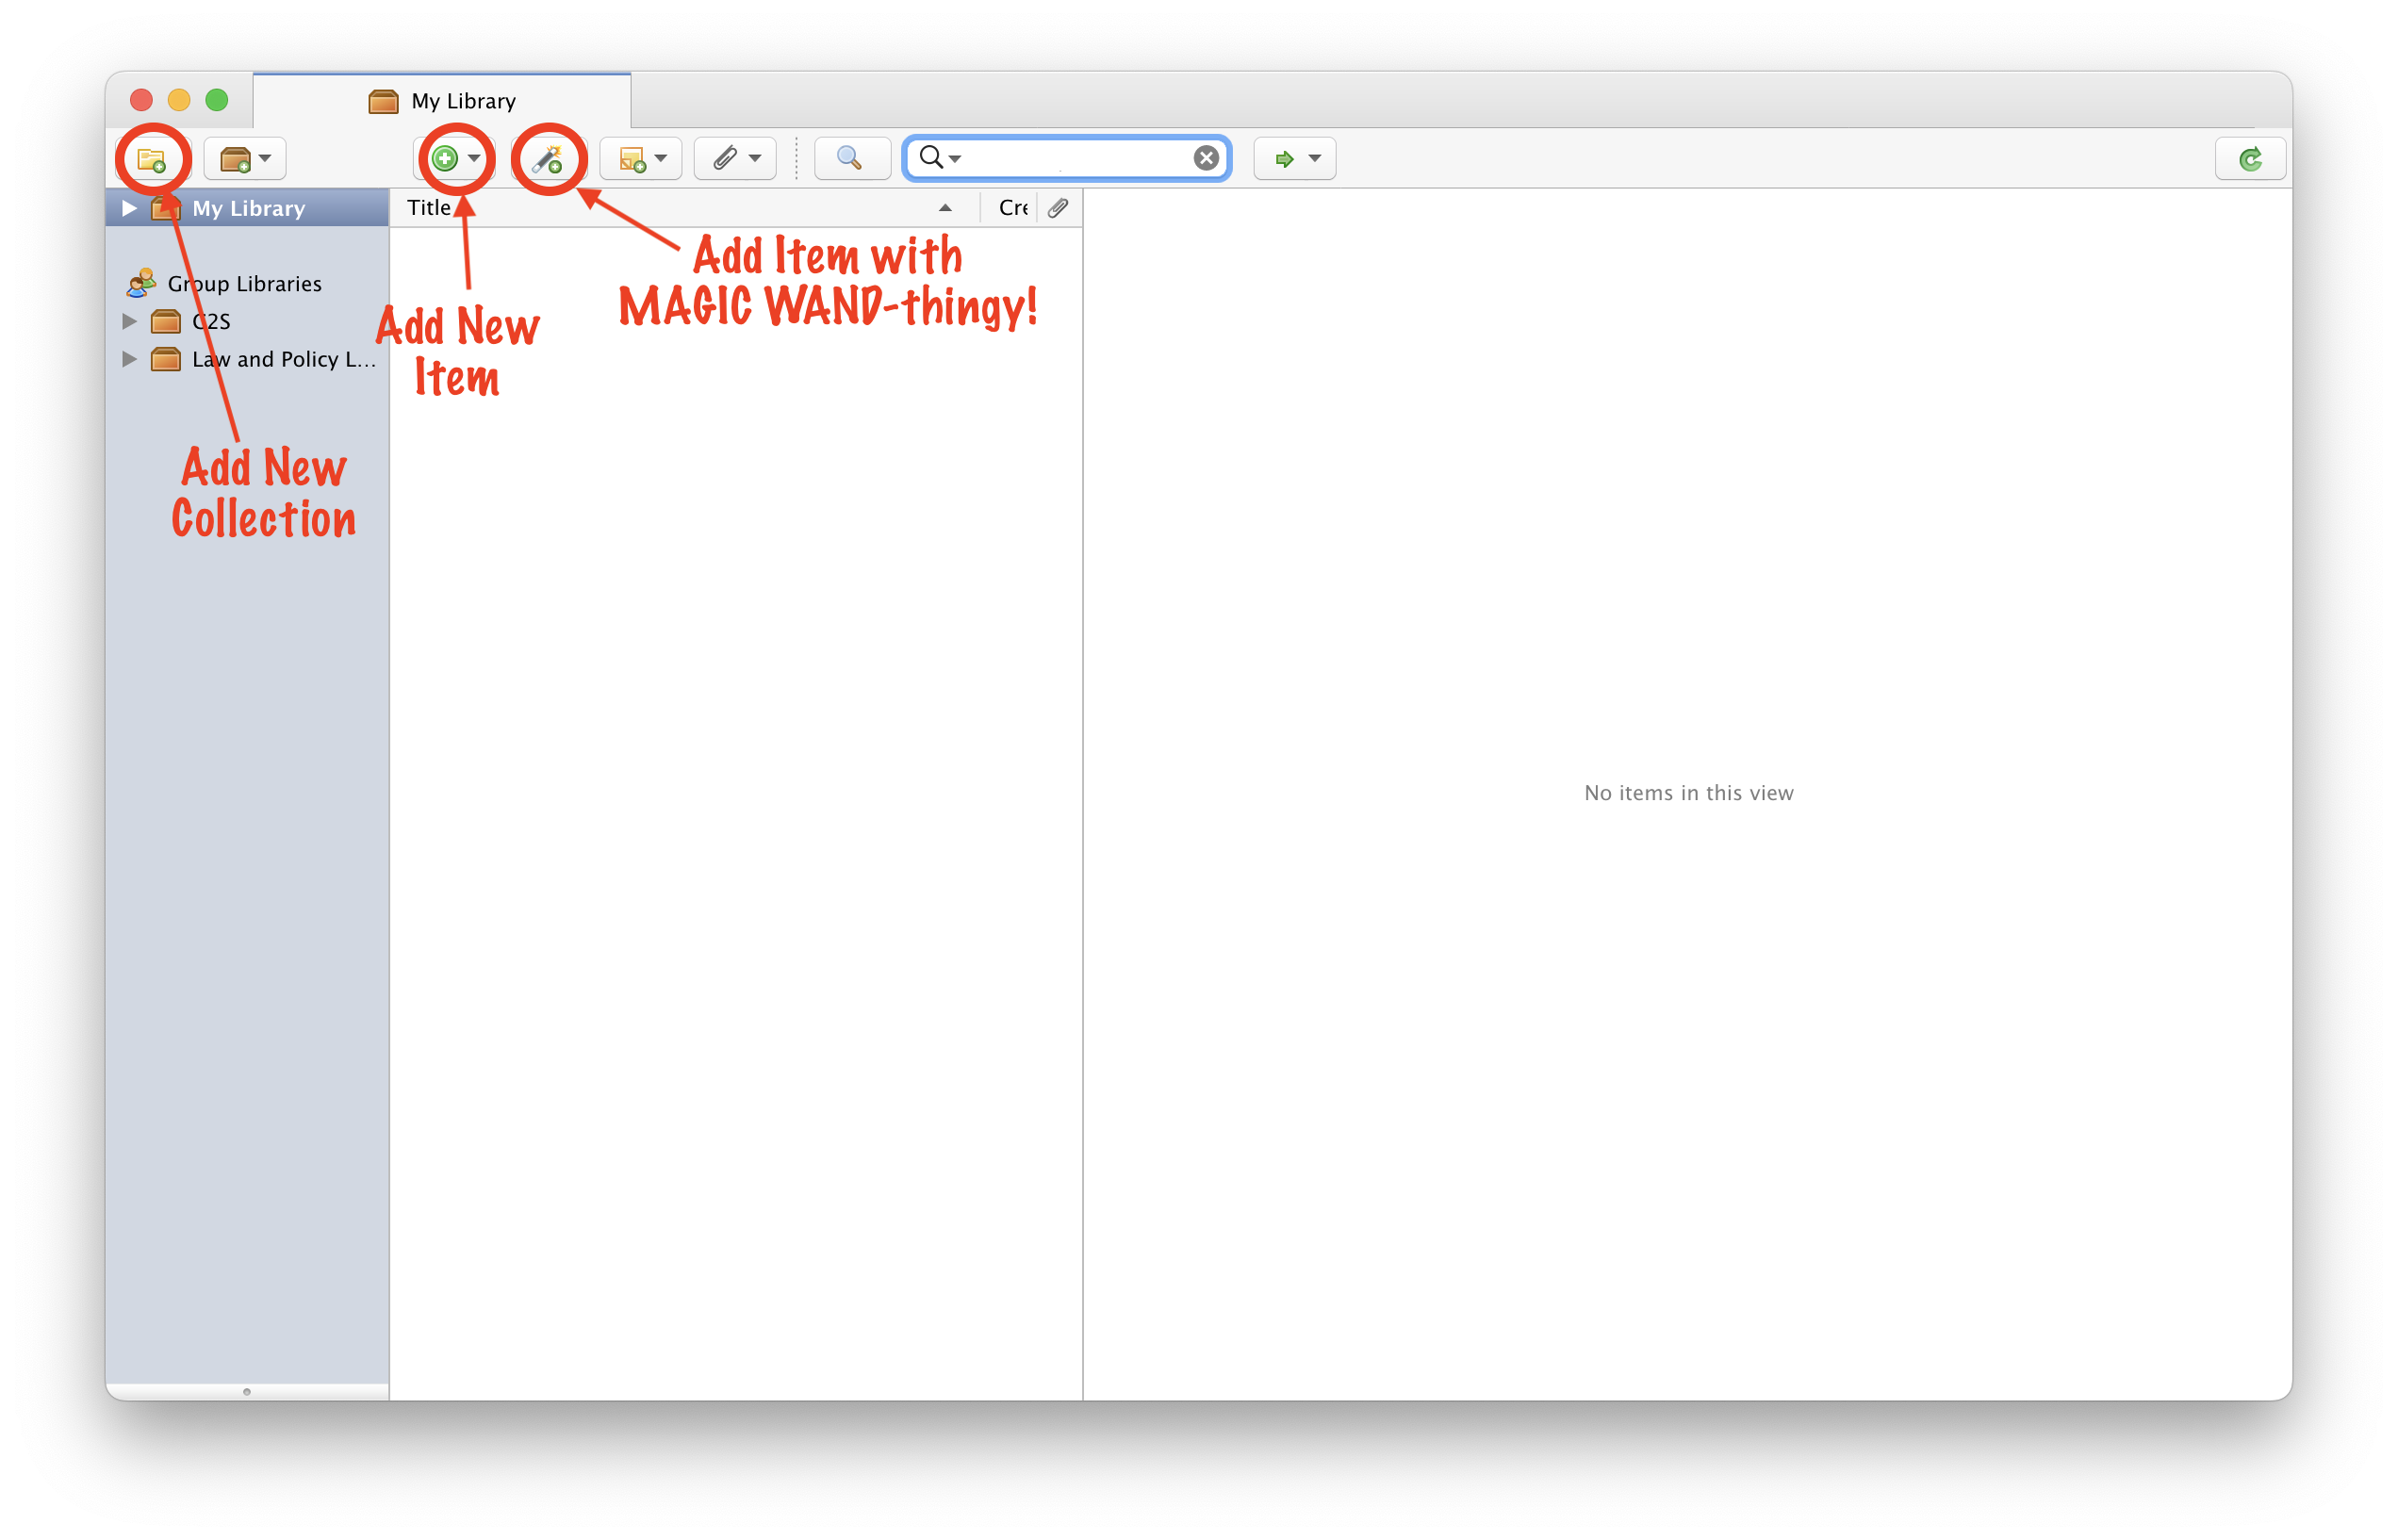 My Library
My Library
Title
Cre
Group Libraries
C2S
Law and Policy L...
Add Item with
MAGIC WAND-thingy!
Add New
Item
Add New
Collection
No items in this view